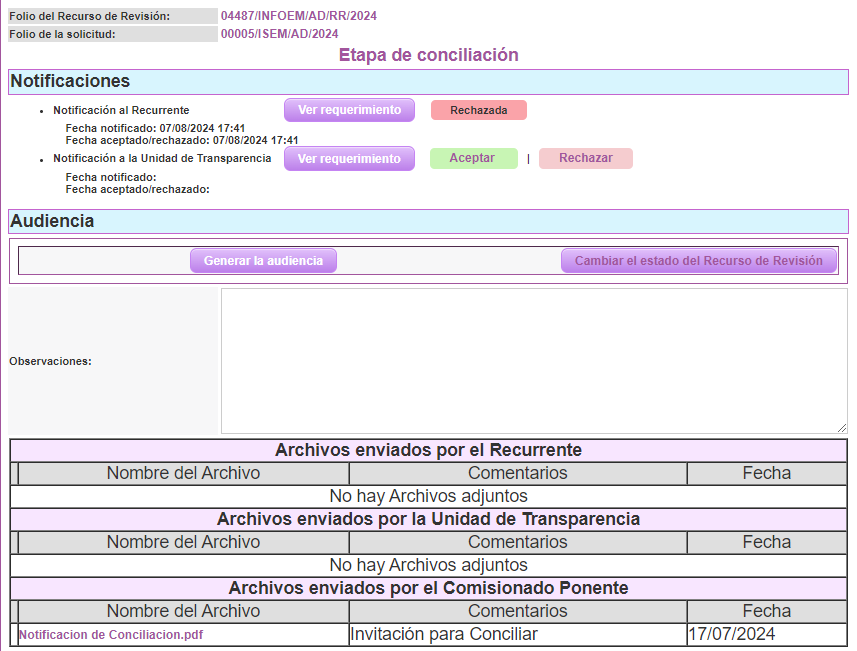 Folio del Recurso de Revisión: 04487/INFOEM/AD/RR/2024
Folio de la solicitud: 00005/ISEM/AD/2024
Etapa de conciliación
Notificaciones
• Notificación al Recurrente Ver requerimiento Rechazada
Fecha notificado: 07/08/2024 17:41
Fecha aceptado/rechazado: 07/08/2024 17:41
• Notificación a la Unidad de Transparencia Ver requerimiento Aceptar | Rechazar
Fecha notificado:
Fecha aceptado/rechazado:
Audiencia
Generar la audiencia Cambiar el estado del Recurso de Revisión
Observaciones:
Archivos enviados por el Recurrente
Nombre del Archivo Comentarios Fecha
No hay Archivos adjuntos
Archivos enviados por la Unidad de Transparencia
Nombre del Archivo Comentarios Fecha
No hay Archivos adjuntos
Archivos enviados por el Comisionado Ponente
Nombre del Archivo Comentarios Fecha
Notificacion de Conciliacion.pdf Invitación para Conciliar 17/07/2024